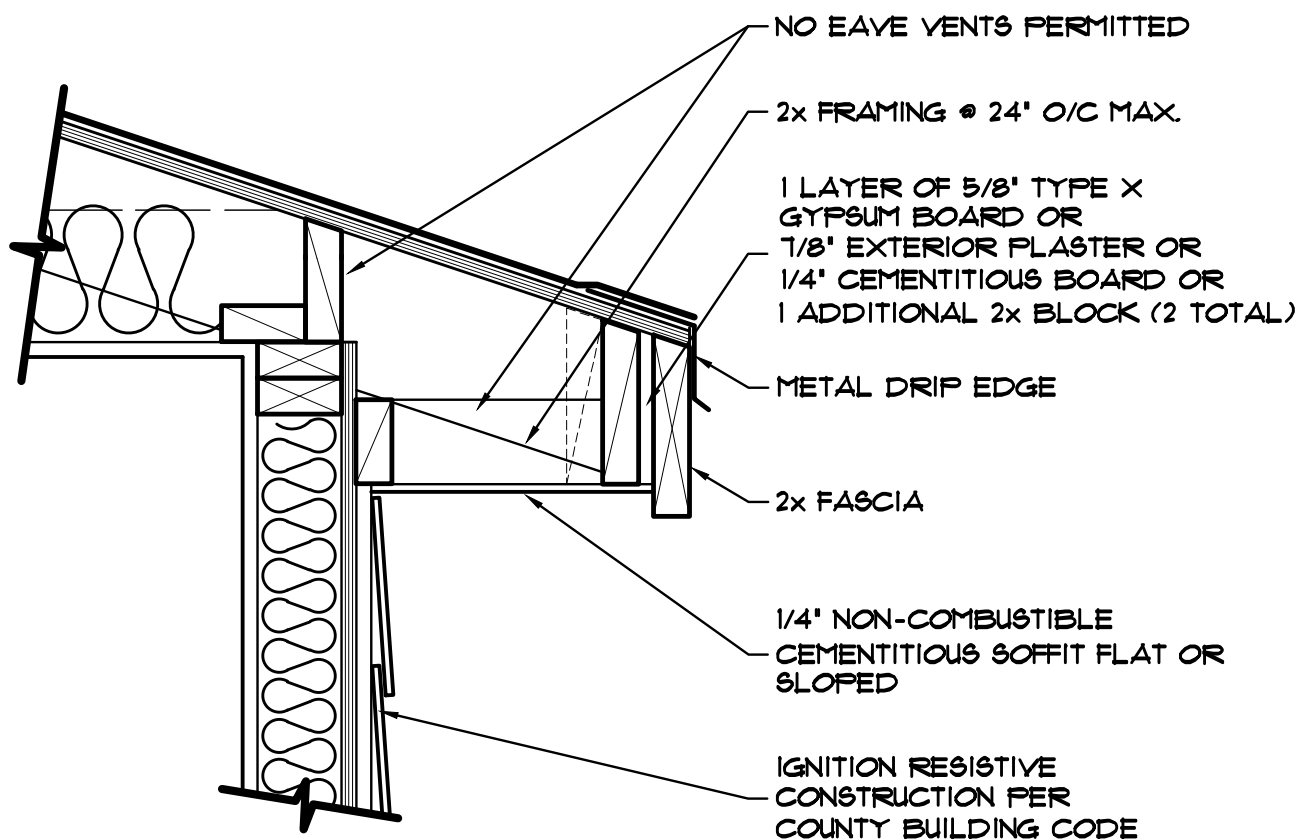 NO EAVE VENTS PERMITTED
2x FRAMING @ 24" O/C MAX.
1 LAYER OF 5/8" TYPE X
GYPSUM BOARD OR
7/8" EXTERIOR PLASTER OR
1/4" CEMENTITIOUS BOARD OR
1 ADDITIONAL 2x BLOCK (2 TOTAL)
METAL DRIP EDGE
2x FASCIA
1/4" NON-COMBUSTIBLE
CEMENTITIOUS SOFFIT FLAT OR
SLOPED
IGNITION RESISTIVE
CONSTRUCTION PER
COUNTY BUILDING CODE